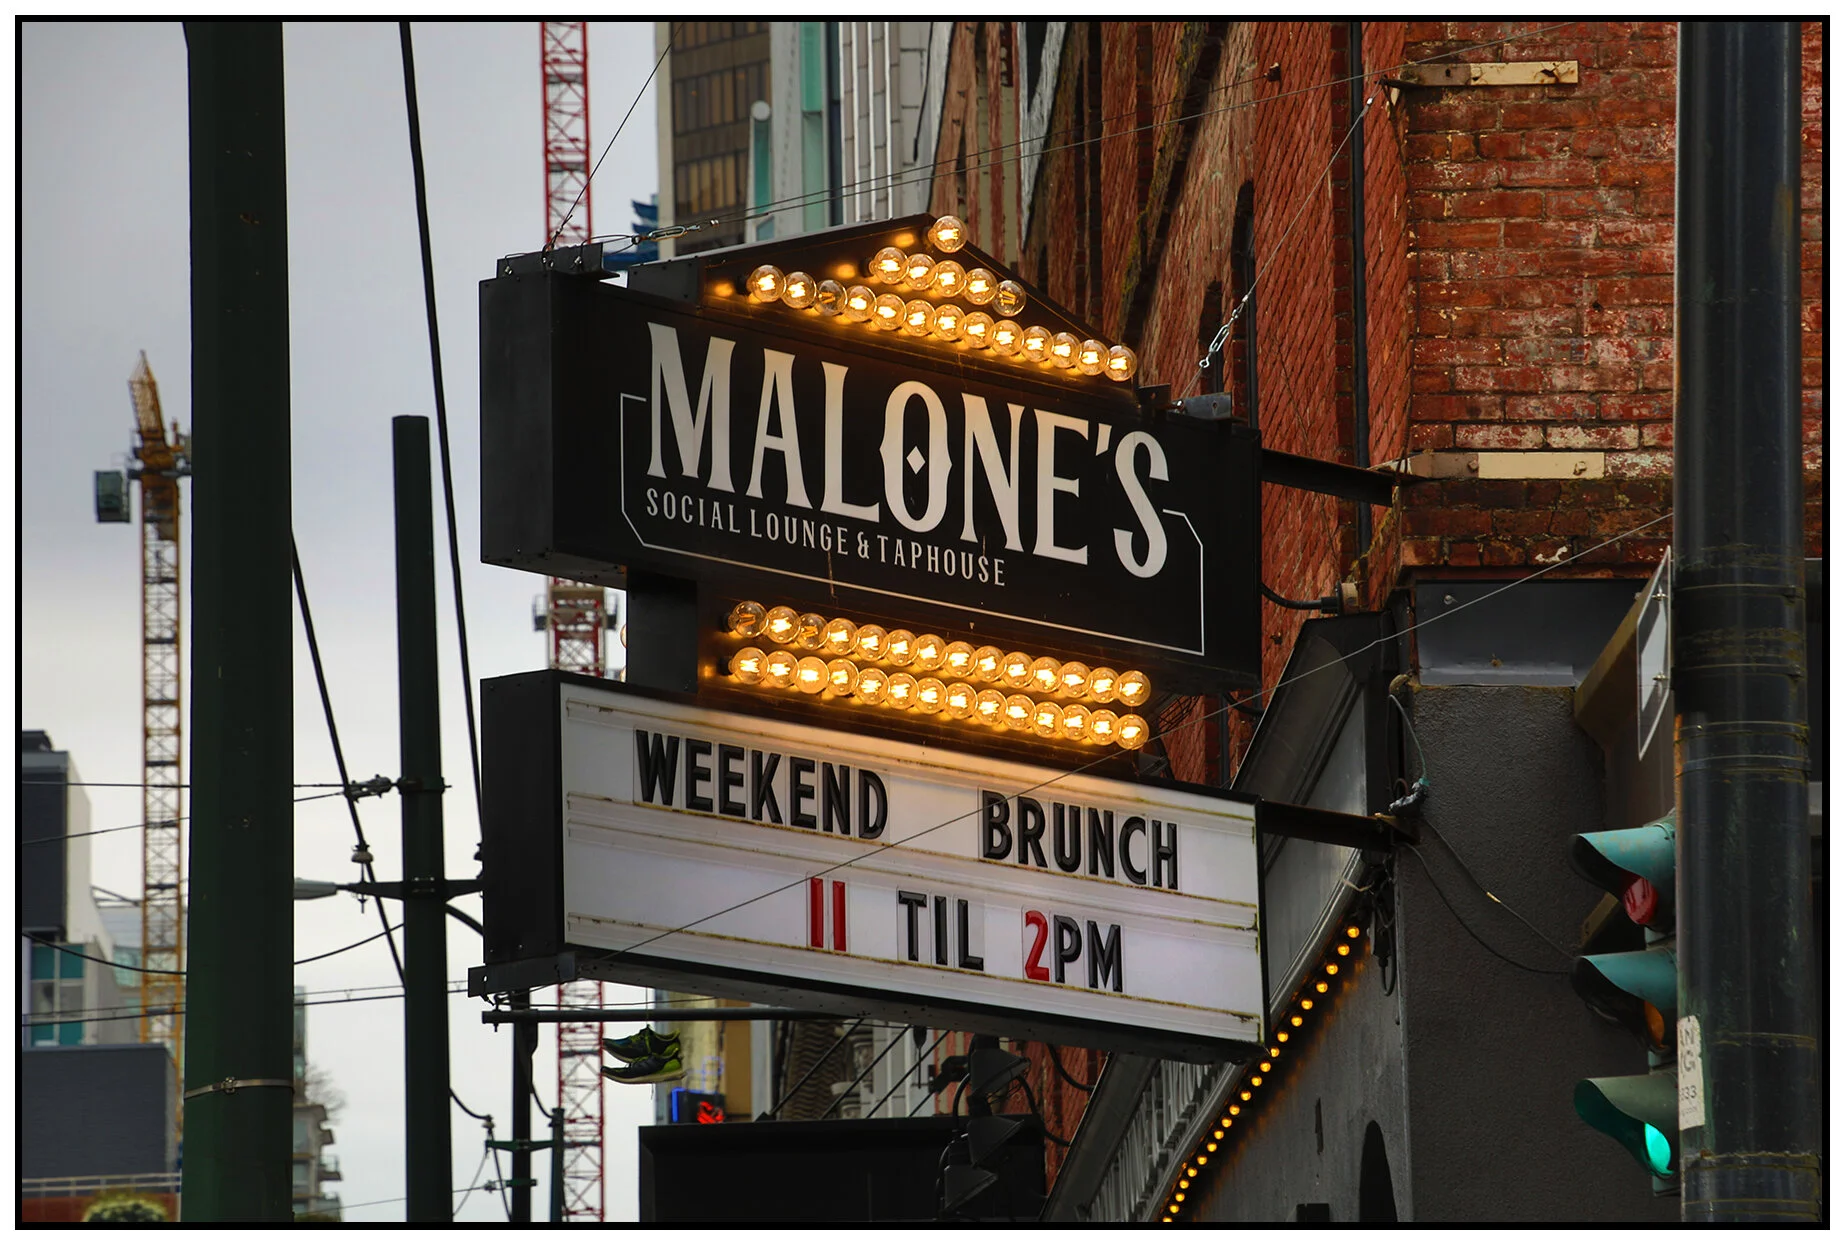 MALONE'S
SOCIAL LOUNGE & TAPHOUSE
WEEKEND BRUNCH
11 TIL 2PM